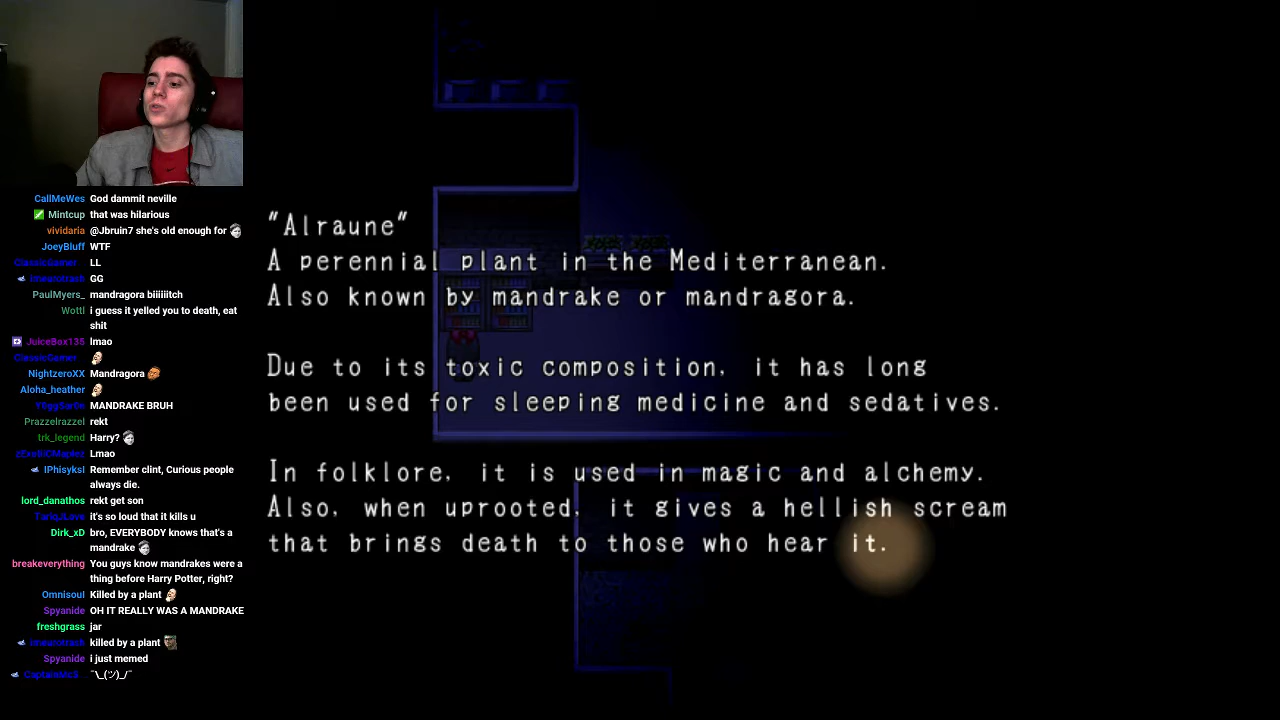 CallMeWes God dammit neville
Mintcup that was hilarious
vividaria @Jbruin7 she's old enough for
JoeyBluff WTF
ClassicGamer LL
imeurotrash GG
PaulMyers_ mandragora biiiiiitch
Wottl i guess it yelled you to death, eat
shit
JuiceBox135 lmao
ClassicGamer
NightzeroXX Mandragora
Aloha_heather
MANDRAKE BRUH
Prazzelrazzel rekt
trk_legend Harry?
Lmao
IPhisyksI Remember clint, Curious people
always die.
lord_danathos rekt get son
TariqJLove it's so loud that it kills u
Dirk_xD bro, EVERYBODY knows that's a
mandrake
breakeverything You guys know mandrakes were a
thing before Harry Potter, right?
Omnisoul Killed by a plant
Spyanide OH IT REALLY WAS A MANDRAKE
freshgrass jar
imeurotrash killed by a plant
Spyanide i just memed
¯\_(ツ)_/¯
"Alraune"
A perennial plant in the Mediterranean.
Also known by mandrake or mandragora.
Due to its toxic composition, it has long
been used for sleeping medicine and sedatives.
In folklore, it is used in magic and alchemy.
Also, when uprooted, it gives a hellish scream
that brings death to those who hear it.